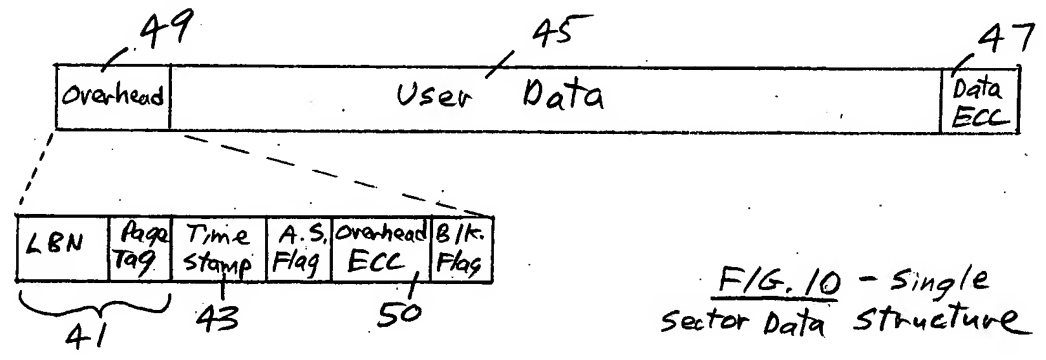 49 45 47
Overhead User Data Data
ECC
LBN Page Time A.S. Overhead Blk.
Tag Stamp Flag ECC Flag
41 43 50
FIG. 10 - Single
Sector Data Structure